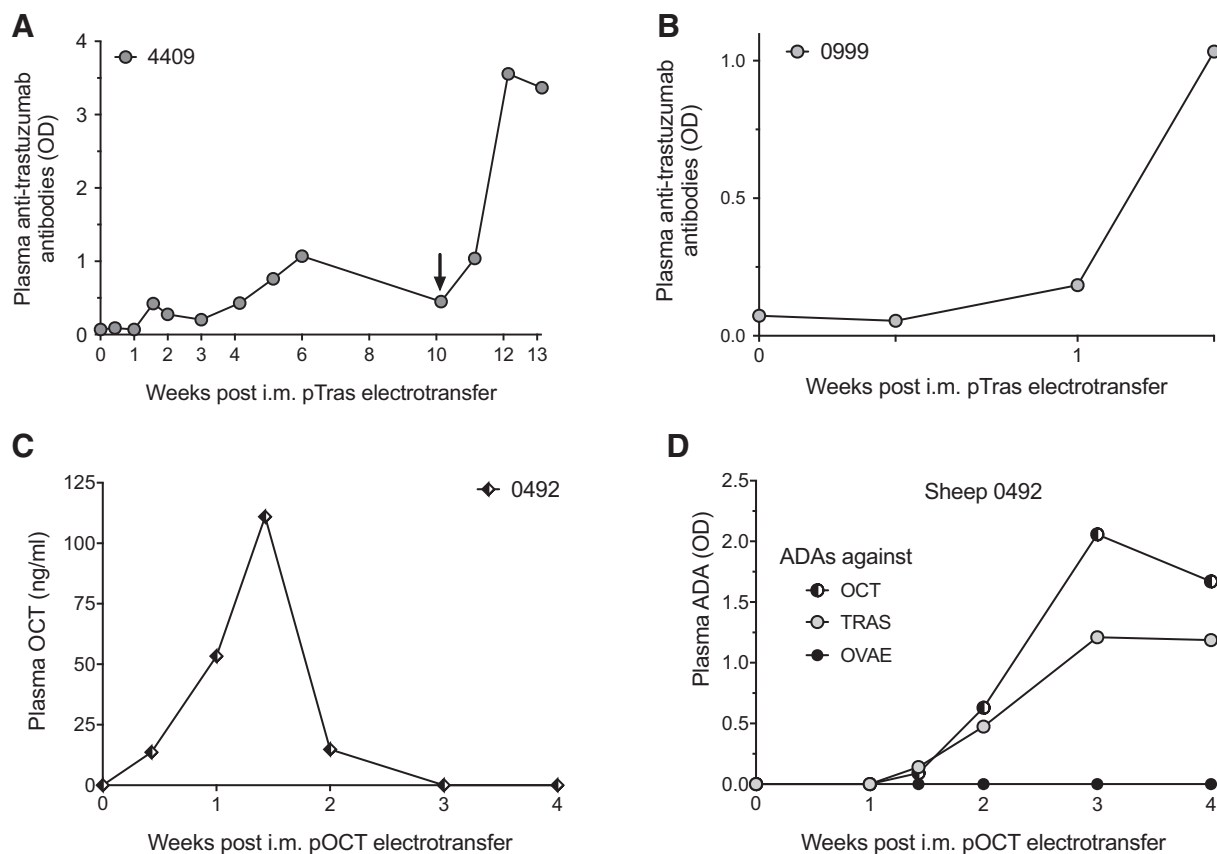 A
4409
Plasma anti-trastuzumab
antibodies (OD)
4
3
2
1
0
0 1 2 3 4 6 8 10 12 13
Weeks post i.m. pTras electrotransfer
B
0999
Plasma anti-trastuzumab
antibodies (OD)
1.0
0.5
0.0
0 1
Weeks post i.m. pTras electrotransfer
C
0492
Plasma OCT (ng/ml)
125
100
75
50
25
0
0 1 2 3 4
Weeks post i.m. pOCT electrotransfer
D
Sheep 0492
Plasma ADA (OD)
2.5
2.0
1.5
1.0
0.5
0.0
ADAs against
OCT
TRAS
OVAE
0 1 2 3 4
Weeks post i.m. pOCT electrotransfer